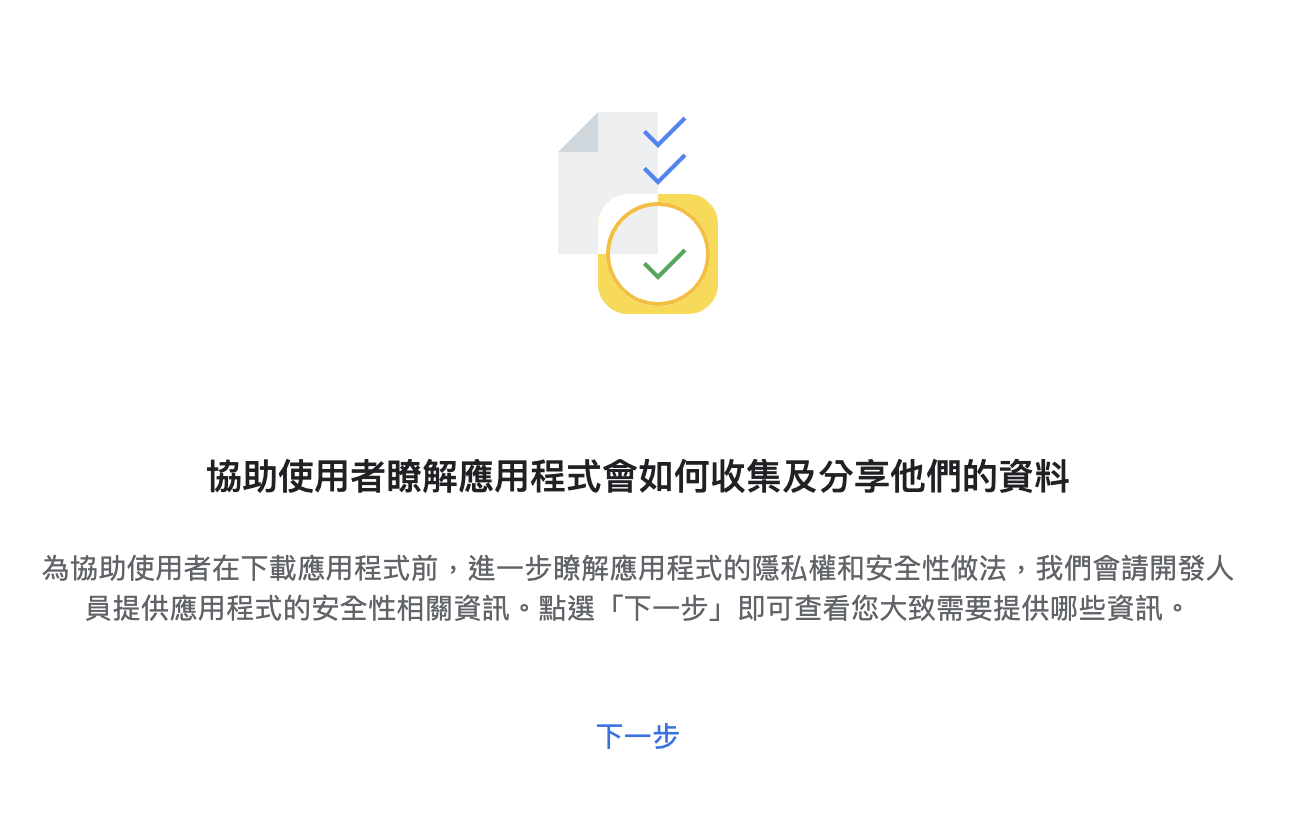 協助使用者瞭解應用程式會如何收集及分享他們的資料
為協助使用者在下載應用程式前，進一步瞭解應用程式的隱私權和安全性做法，我們會請開發人
員提供應用程式的安全性相關資訊。點選「下一步」即可查看您大致需要提供哪些資訊。
下一步